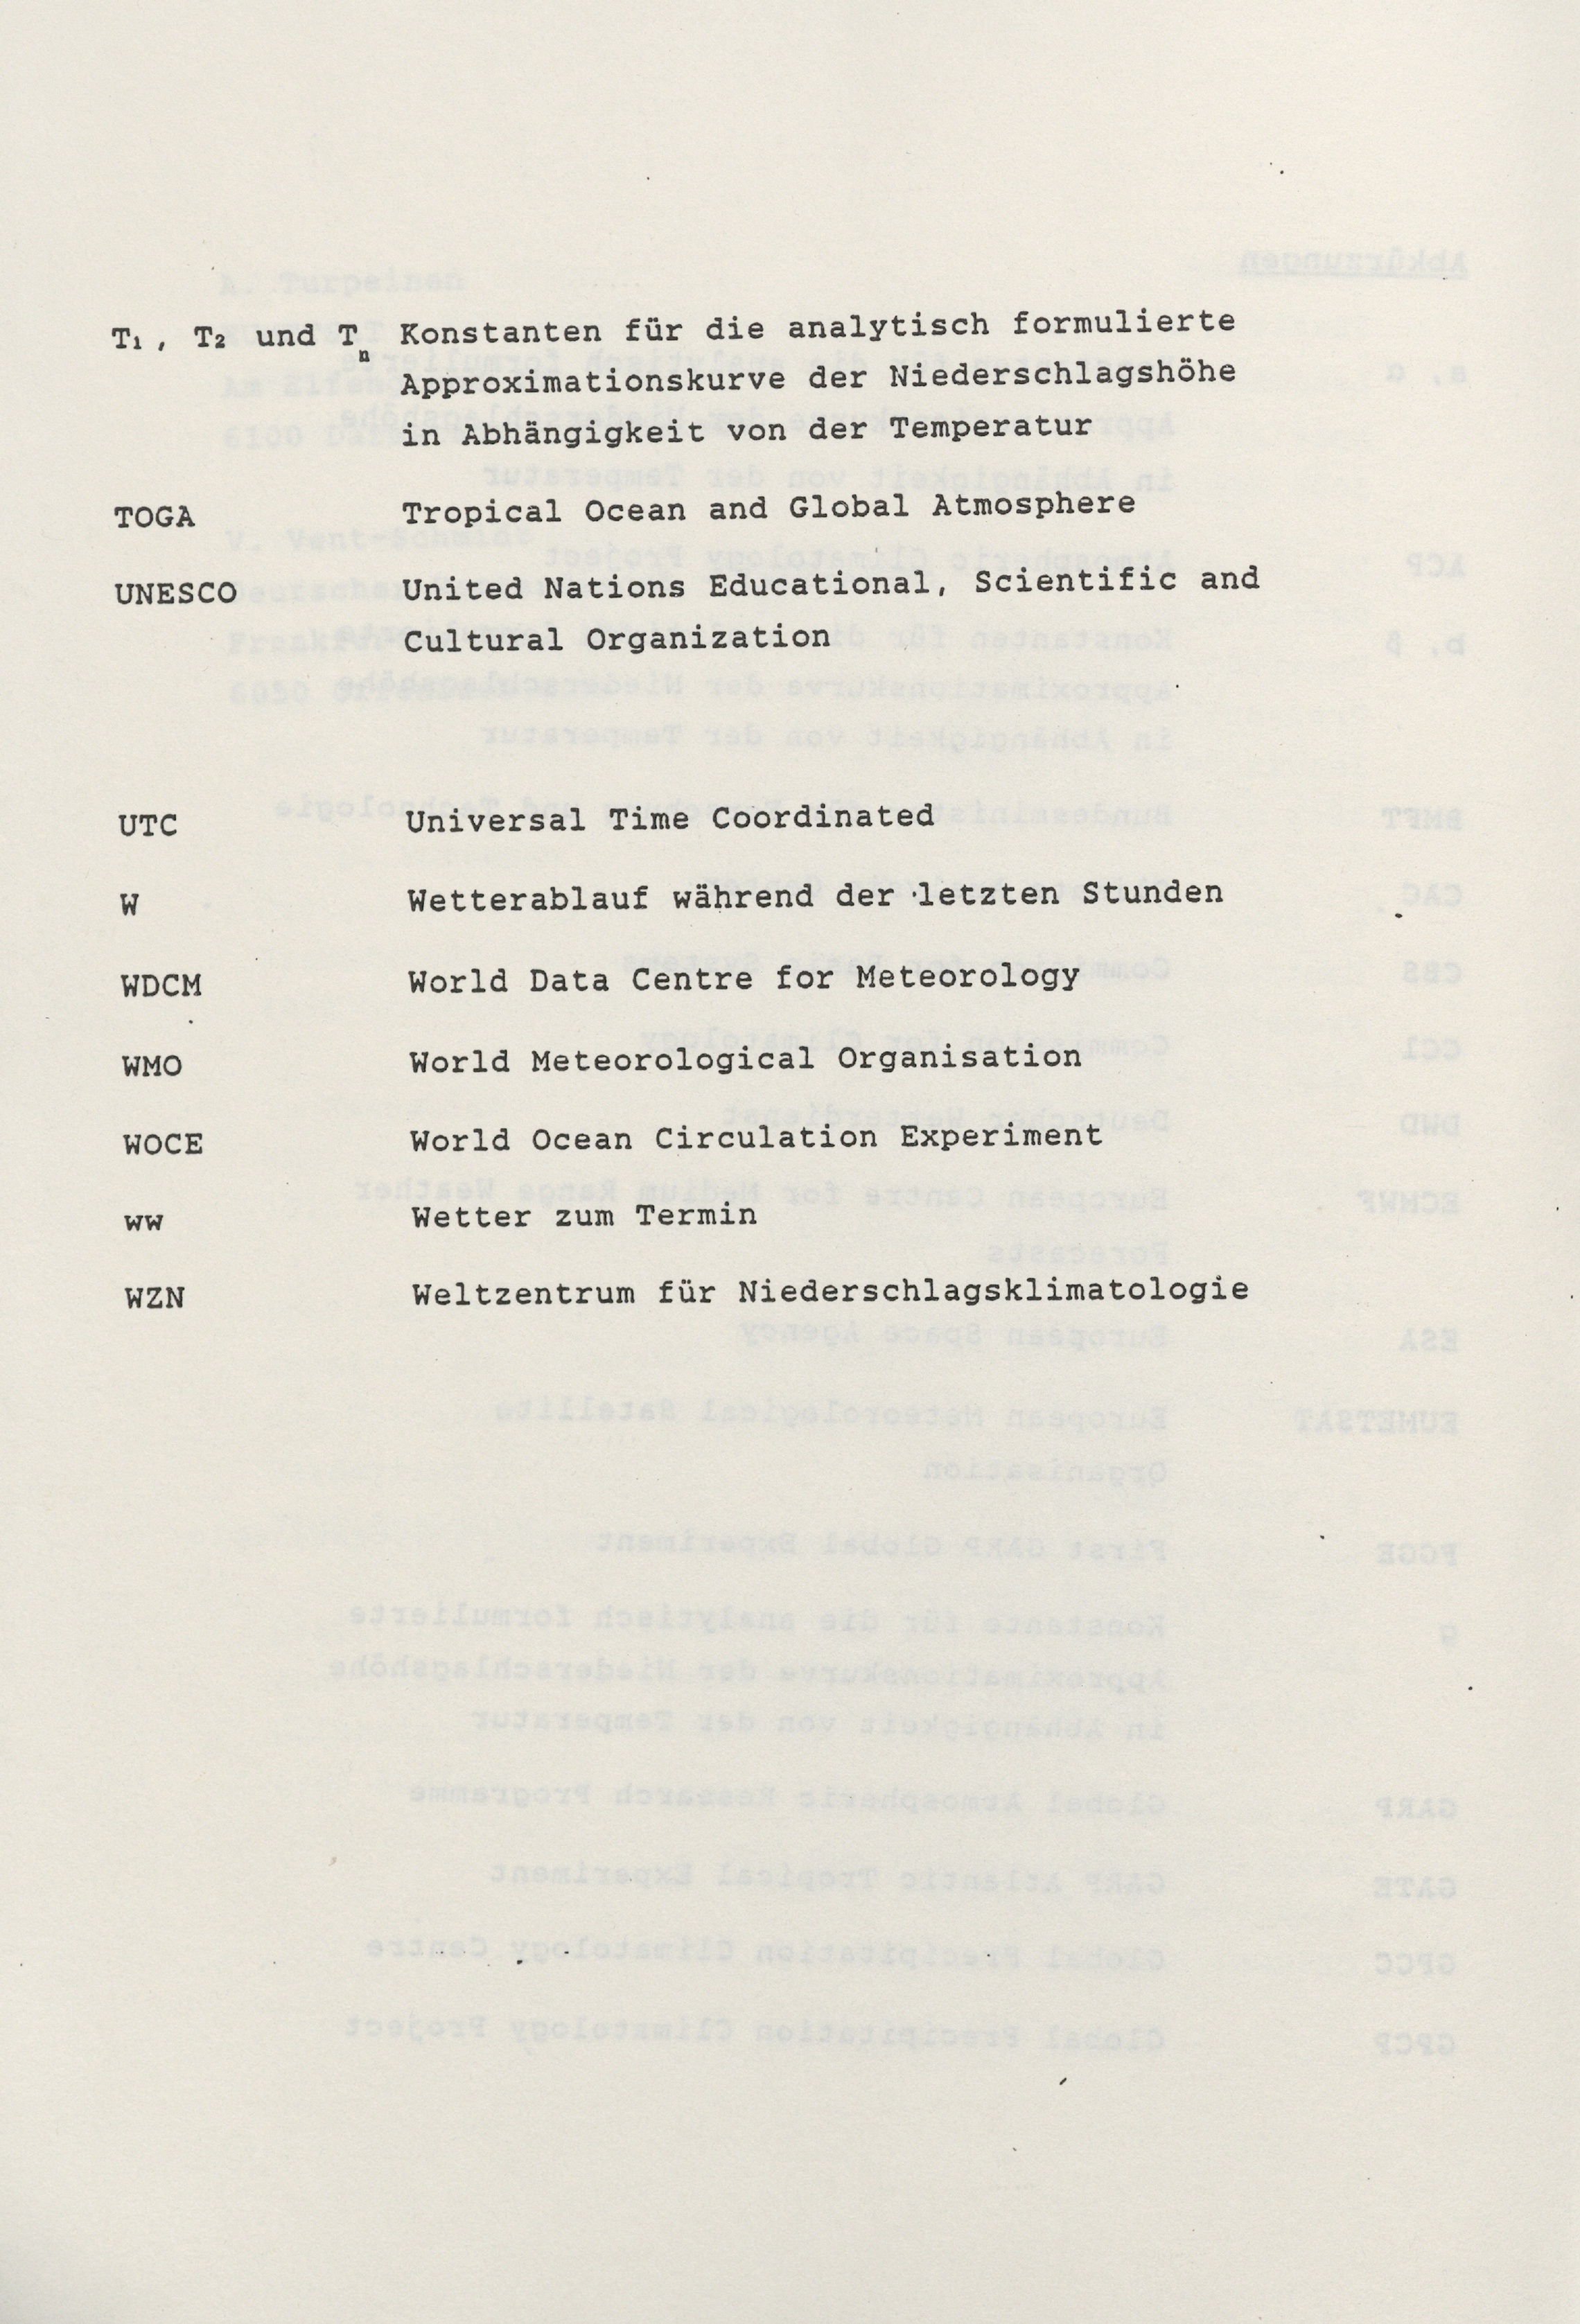 T₁, T₂ und Tₙ Konstanten für die analytisch formulierte
Approximationskurve der Niederschlagshöhe
in Abhängigkeit von der Temperatur
TOGA Tropical Ocean and Global Atmosphere
UNESCO United Nations Educational, Scientific and
Cultural Organization
UTC Universal Time Coordinated
W Wetterablauf während der letzten Stunden
WDCM World Data Centre for Meteorology
WMO World Meteorological Organisation
WOCE World Ocean Circulation Experiment
ww Wetter zum Termin
WZN Weltzentrum für Niederschlagsklimatologie